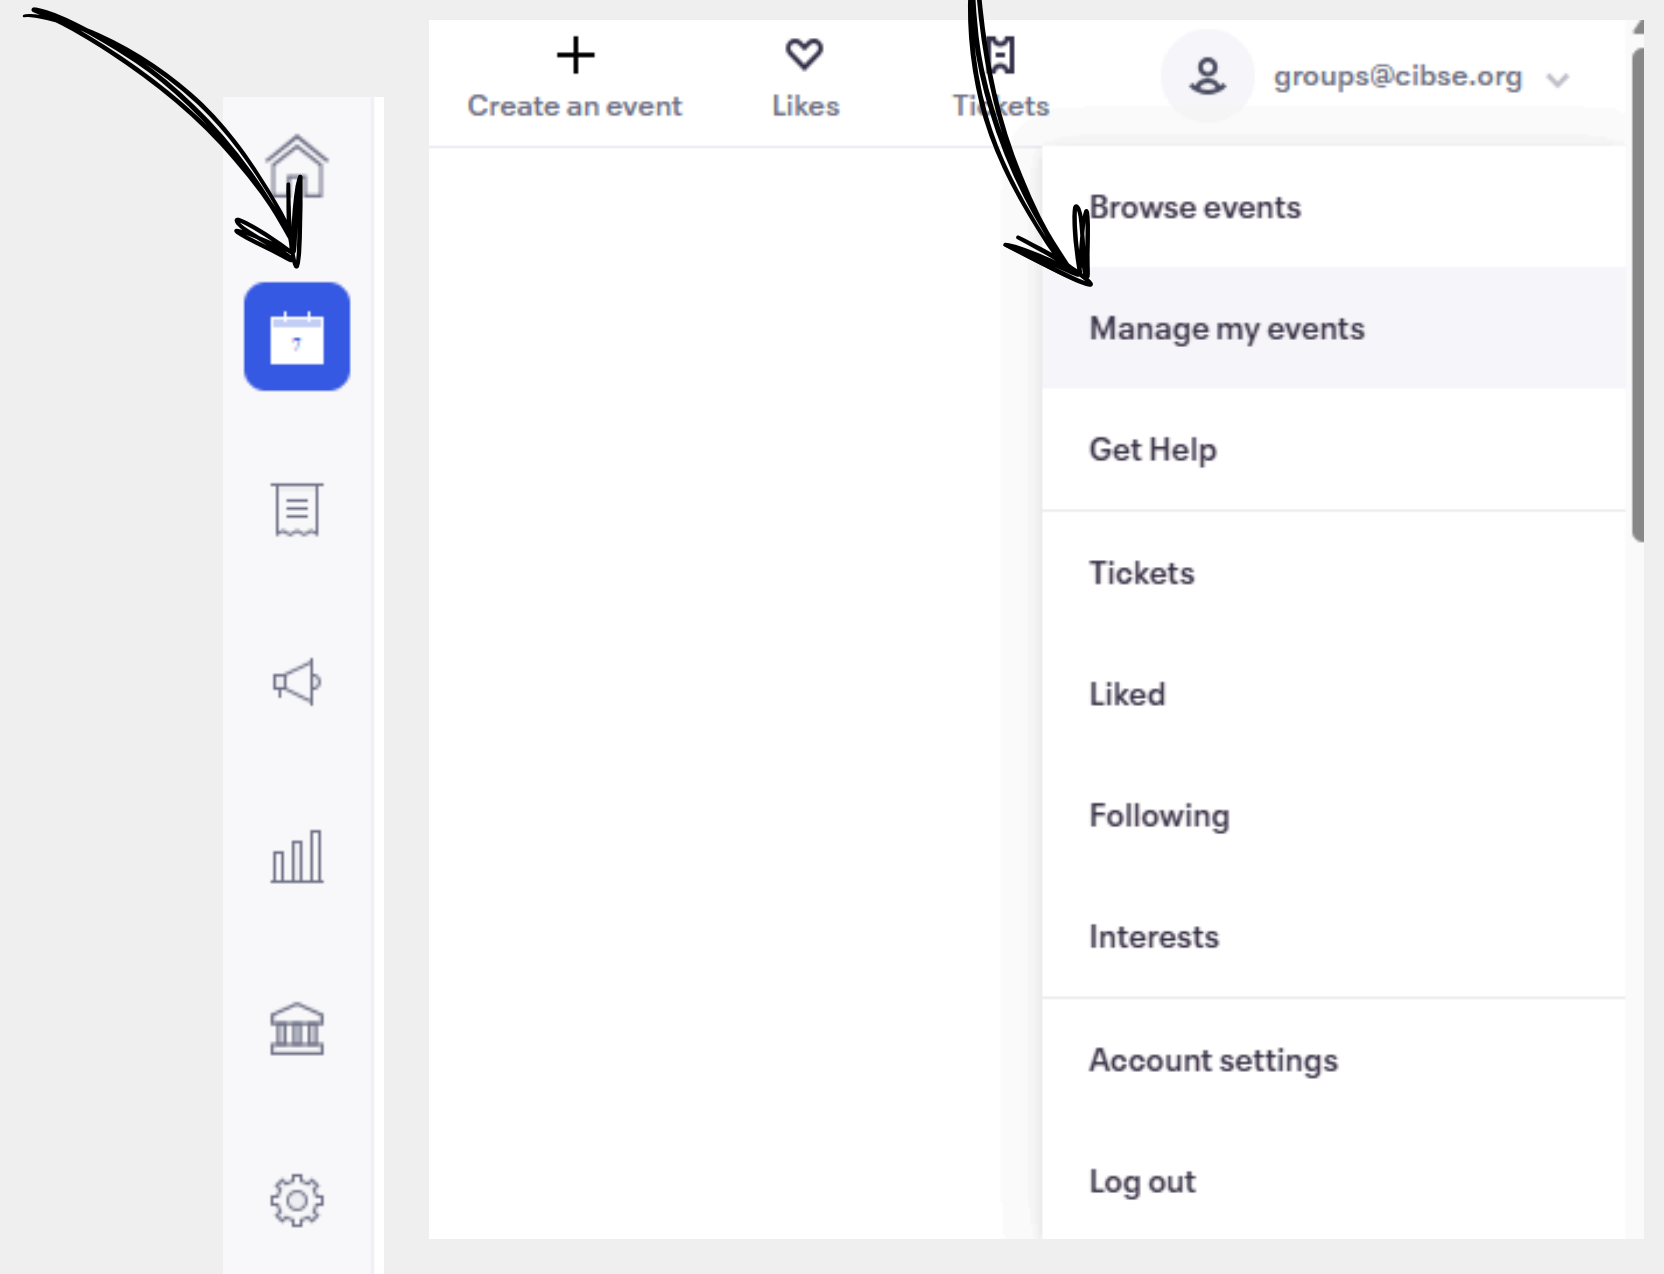 7
Create an event
Likes
Tickets
groups@cibse.org
Browse events
Manage my events
Get Help
Tickets
Liked
Following
Interests
Account settings
Log out